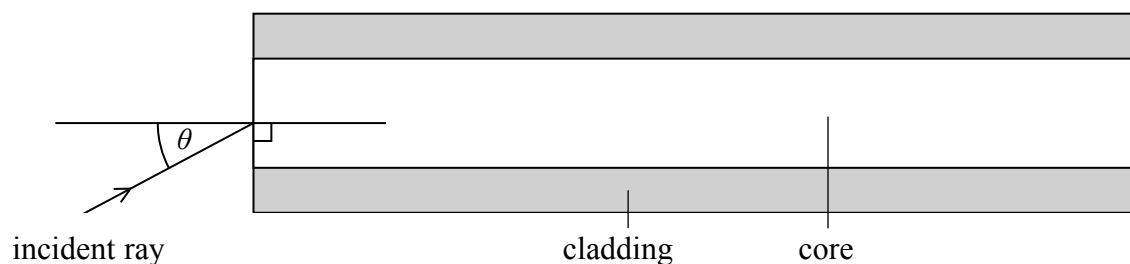 θ
incident ray
cladding
core